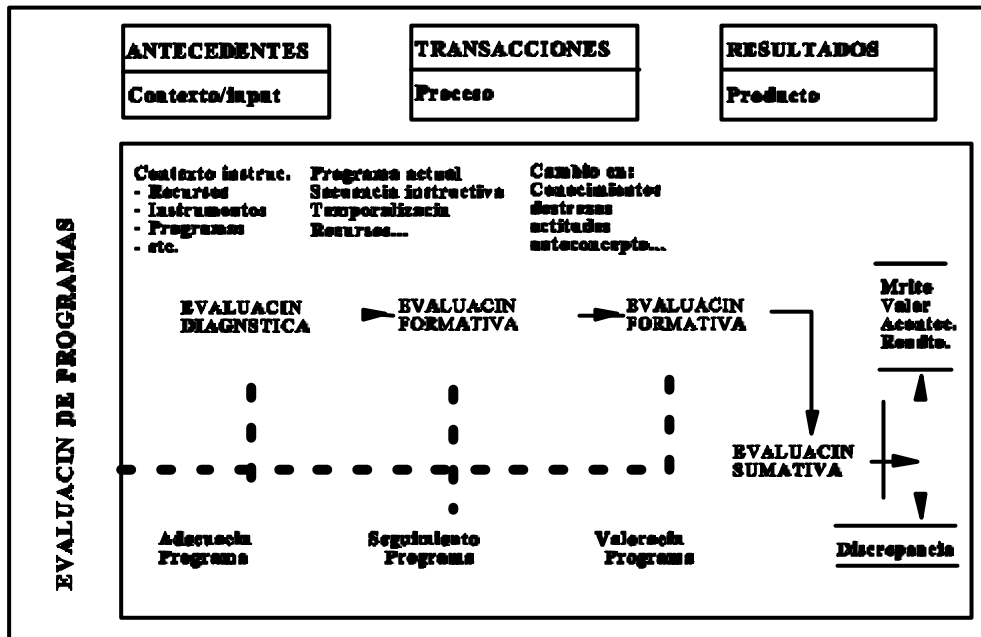 ANTECEDENTES
Contexto/input
TRANSACCIONES
Proceso
RESULTADOS
Producto
EVALUACIN DE PROGRAMAS
Contexto instruc.
- Recursos
- Instrumentos
- Programas
- etc.
Programa actual
Secuencia instructiva
Temporalizacin
Recursos...
Cambio en:
Conocimientos
destrezas
actitudes
autoconcepto...
EVALUACIN
DIAGNSTICA
EVALUACIN
FORMATIVA
EVALUACIN
FORMATIVA
Mrito
Valor
Acontec.
Rendto.
EVALUACIN
SUMATIVA
Adecuacin
Programa
Seguimiento
Programa
Valoracin
Programa
Discrepancia